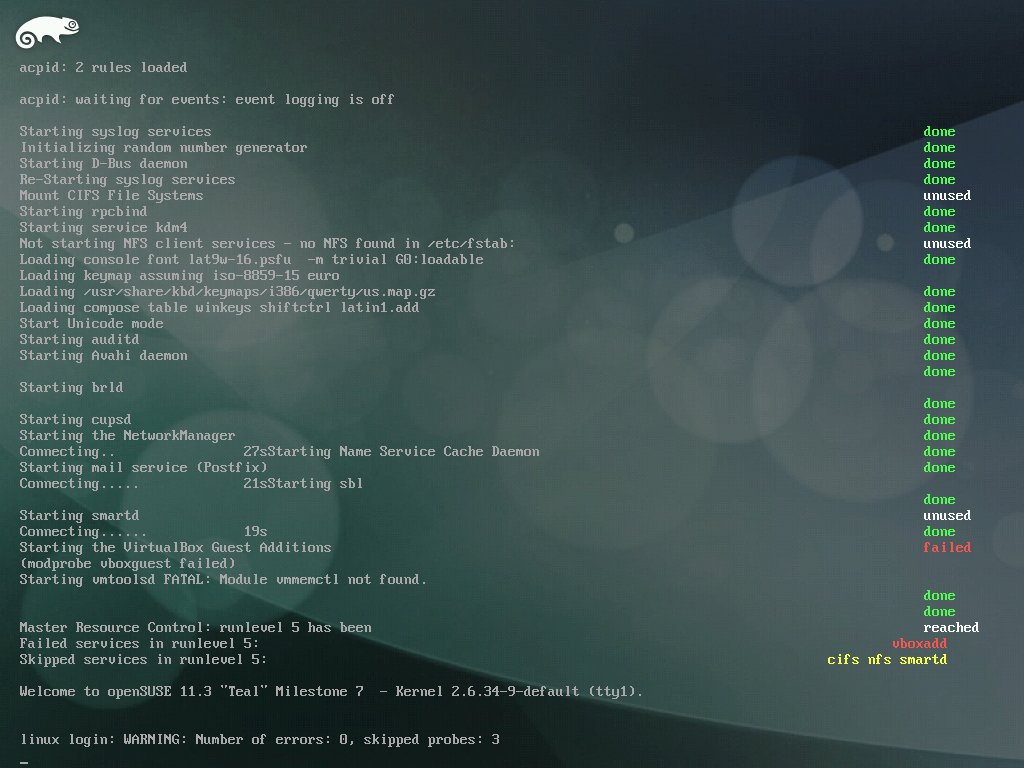 acpid: 2 rules loaded
acpid: waiting for events: event logging is off
Starting syslog services done
Initializing random number generator done
Starting D-Bus daemon done
Re-Starting syslog services done
Mount CIFS File Systems unused
Starting rpcbind done
Starting service kdm4 done
Not starting NFS client services - no NFS found in /etc/fstab: unused
Loading console font lat9w-16.psfu -m trivial G0:loadable done
Loading keymap assuming iso-8859-15 euro
Loading /usr/share/kbd/keymaps/i386/qwerty/us.map.gz done
Loading compose table winkeys shiftctrl latin1.add done
Start Unicode mode done
Starting auditd done
Starting Avahi daemon done
done
Starting brld
done
Starting cupsd done
Starting the NetworkManager done
Connecting.. 27sStarting Name Service Cache Daemon done
Starting mail service (Postfix) done
Connecting..... 21sStarting sbl
done
Starting smartd unused
Connecting...... 19s done
Starting the VirtualBox Guest Additions failed
(modprobe vboxguest failed)
Starting vmtoolsd FATAL: Module vmmemctl not found.
done
done
Master Resource Control: runlevel 5 has been reached
Failed services in runlevel 5: vboxadd
Skipped services in runlevel 5: cifs nfs smartd
Welcome to openSUSE 11.3 "Teal" Milestone 7 - Kernel 2.6.34-9-default (tty1).
linux login: WARNING: Number of errors: 0, skipped probes: 3
_